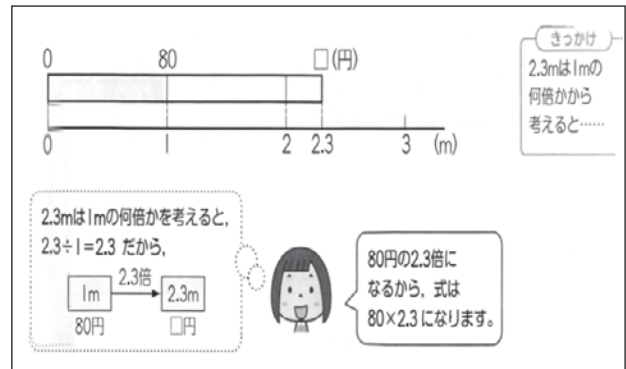 0 80 □(円)
0 1 2 2.3 3 (m)
きっかけ
2.3mは1mの
何倍かから
考えると……
2.3mは1mの何倍かを考えると,
2.3÷1=2.3 だから,
2.3倍
1m 2.3m
80円 □円
80円の2.3倍に
なるから, 式は
80×2.3 になります。